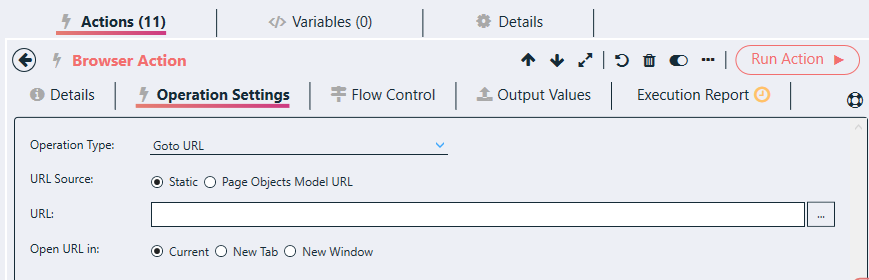 Actions (11) Variables (0) Details
Browser Action Run Action
Details Operation Settings Flow Control Output Values Execution Report
Operation Type: Goto URL
URL Source: Static Page Objects Model URL
URL: ...
Open URL in: Current New Tab New Window